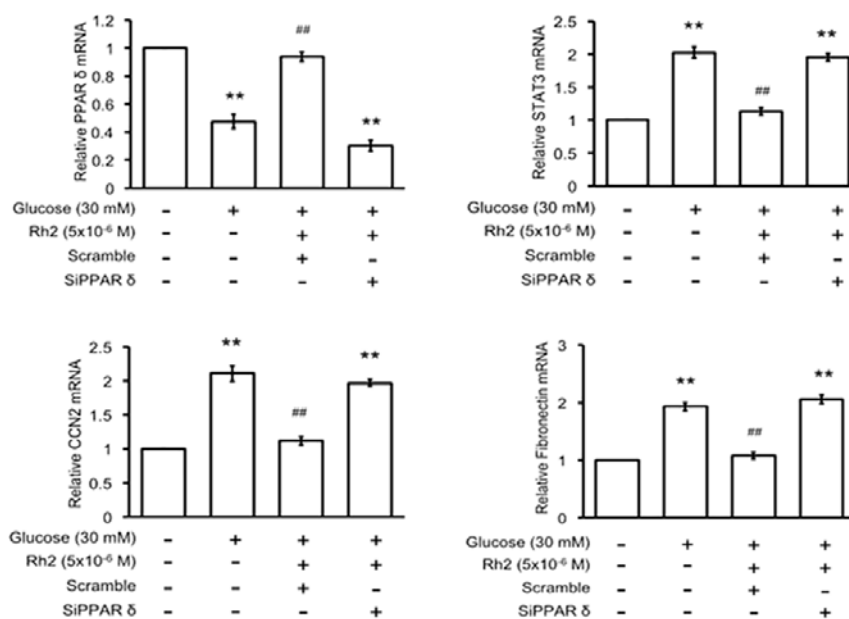 Relative PPAR δ mRNA
1.2
1
0.8
0.6
0.4
0.2
0
★★
##
★★
Glucose (30 mM) - + + +
Rh2 (5x10⁻⁶ M) - - + +
Scramble - - + -
SiPPAR δ - - - +
Relative STAT3 mRNA
2.5
2
1.5
1
0.5
0
★★
##
★★
Glucose (30 mM) - + + +
Rh2 (5x10⁻⁶ M) - - + +
Scramble - - + -
SiPPAR δ - - - +
Relative CCN2 mRNA
2.5
2
1.5
1
0.5
0
★★
##
★★
Glucose (30 mM) - + + +
Rh2 (5x10⁻⁶ M) - - + +
Scramble - - + -
SiPPAR δ - - - +
Relative Fibronectin mRNA
3
2
1
0
★★
##
★★
Glucose (30 mM) - + + +
Rh2 (5x10⁻⁶ M) - - + +
Scramble - - + -
SiPPAR δ - - - +